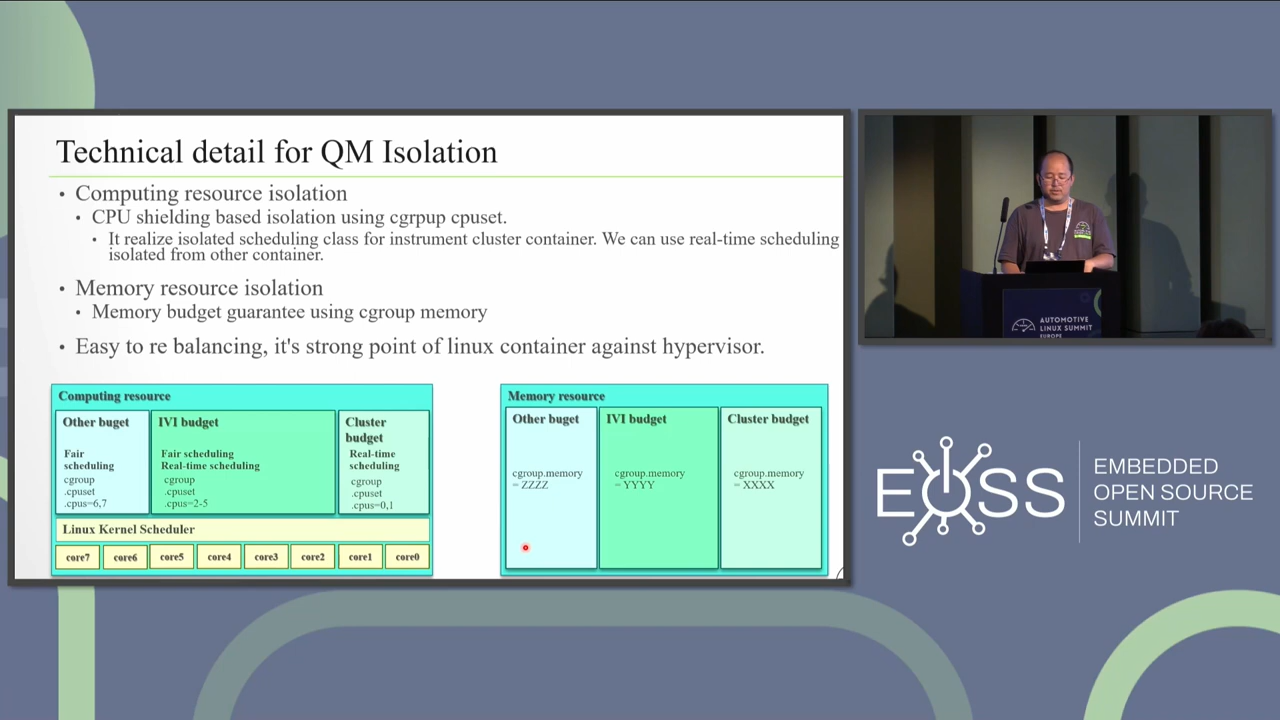 Technical detail for QM Isolation
• Computing resource isolation
• CPU shielding based isolation using cgrpup cpuset.
• It realize isolated scheduling class for instrument cluster container. We can use real-time scheduling
isolated from other container.
• Memory resource isolation
• Memory budget guarantee using cgroup memory
• Easy to re balancing, it's strong point of linux container against hypervisor.
Computing resource
Other buget
Fair
scheduling
cgroup
.cpuset
.cpus=6,7
IVI budget
Fair scheduling
Real-time scheduling
cgroup
.cpuset
.cpus=2-5
Cluster
budget
Real-time
scheduling
cgroup
.cpuset
.cpus=0,1
Linux Kernel Scheduler
core7 core6 core5 core4 core3 core2 core1 core0
Memory resource
Other buget
cgroup.memory
= ZZZZ
IVI budget
cgroup.memory
= YYYY
Cluster budget
cgroup.memory
= XXXX
AUTOMOTIVE
LINUX SUMMIT
EUROPE
EOSS
EMBEDDED
OPEN SOURCE
SUMMIT